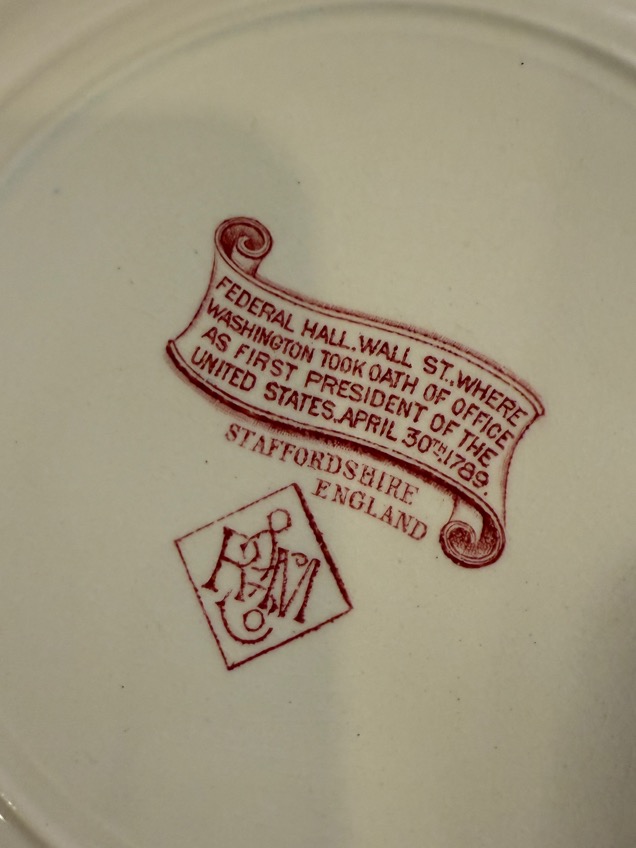 FEDERAL HALL. WALL ST., WHERE
WASHINGTON TOOK OATH OF OFFICE
AS FIRST PRESIDENT OF THE
UNITED STATES, APRIL 30TH, 1789.
STAFFORDSHIRE
ENGLAND
R & M
Co